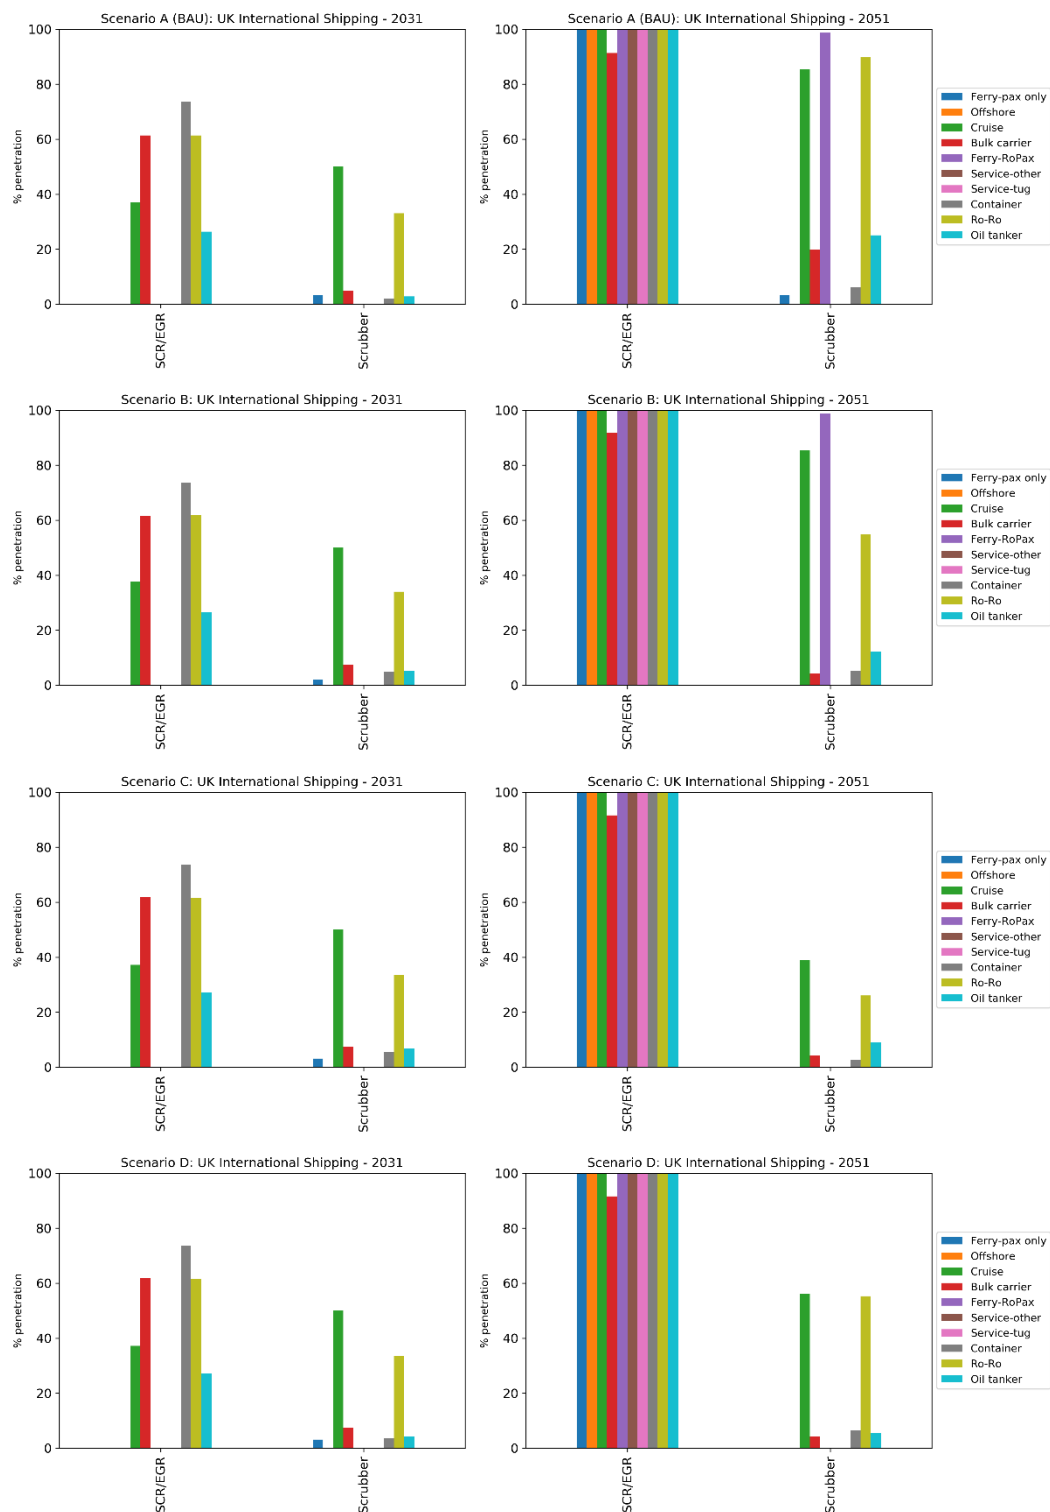 Scenario A (BAU): UK International Shipping - 2031
100
80
60
40
20
0
% penetration
SCR/EGR
Scrubber
Scenario A (BAU): UK International Shipping - 2051
100
80
60
40
20
0
% penetration
SCR/EGR
Scrubber
Ferry-pax only
Offshore
Cruise
Bulk carrier
Ferry-RoPax
Service-other
Service-tug
Container
Ro-Ro
Oil tanker
Scenario B: UK International Shipping - 2031
100
80
60
40
20
0
% penetration
SCR/EGR
Scrubber
Scenario B: UK International Shipping - 2051
100
80
60
40
20
0
% penetration
SCR/EGR
Scrubber
Ferry-pax only
Offshore
Cruise
Bulk carrier
Ferry-RoPax
Service-other
Service-tug
Container
Ro-Ro
Oil tanker
Scenario C: UK International Shipping - 2031
100
80
60
40
20
0
% penetration
SCR/EGR
Scrubber
Scenario C: UK International Shipping - 2051
100
80
60
40
20
0
% penetration
SCR/EGR
Scrubber
Ferry-pax only
Offshore
Cruise
Bulk carrier
Ferry-RoPax
Service-other
Service-tug
Container
Ro-Ro
Oil tanker
Scenario D: UK International Shipping - 2031
100
80
60
40
20
0
% penetration
SCR/EGR
Scrubber
Scenario D: UK International Shipping - 2051
100
80
60
40
20
0
% penetration
SCR/EGR
Scrubber
Ferry-pax only
Offshore
Cruise
Bulk carrier
Ferry-RoPax
Service-other
Service-tug
Container
Ro-Ro
Oil tanker